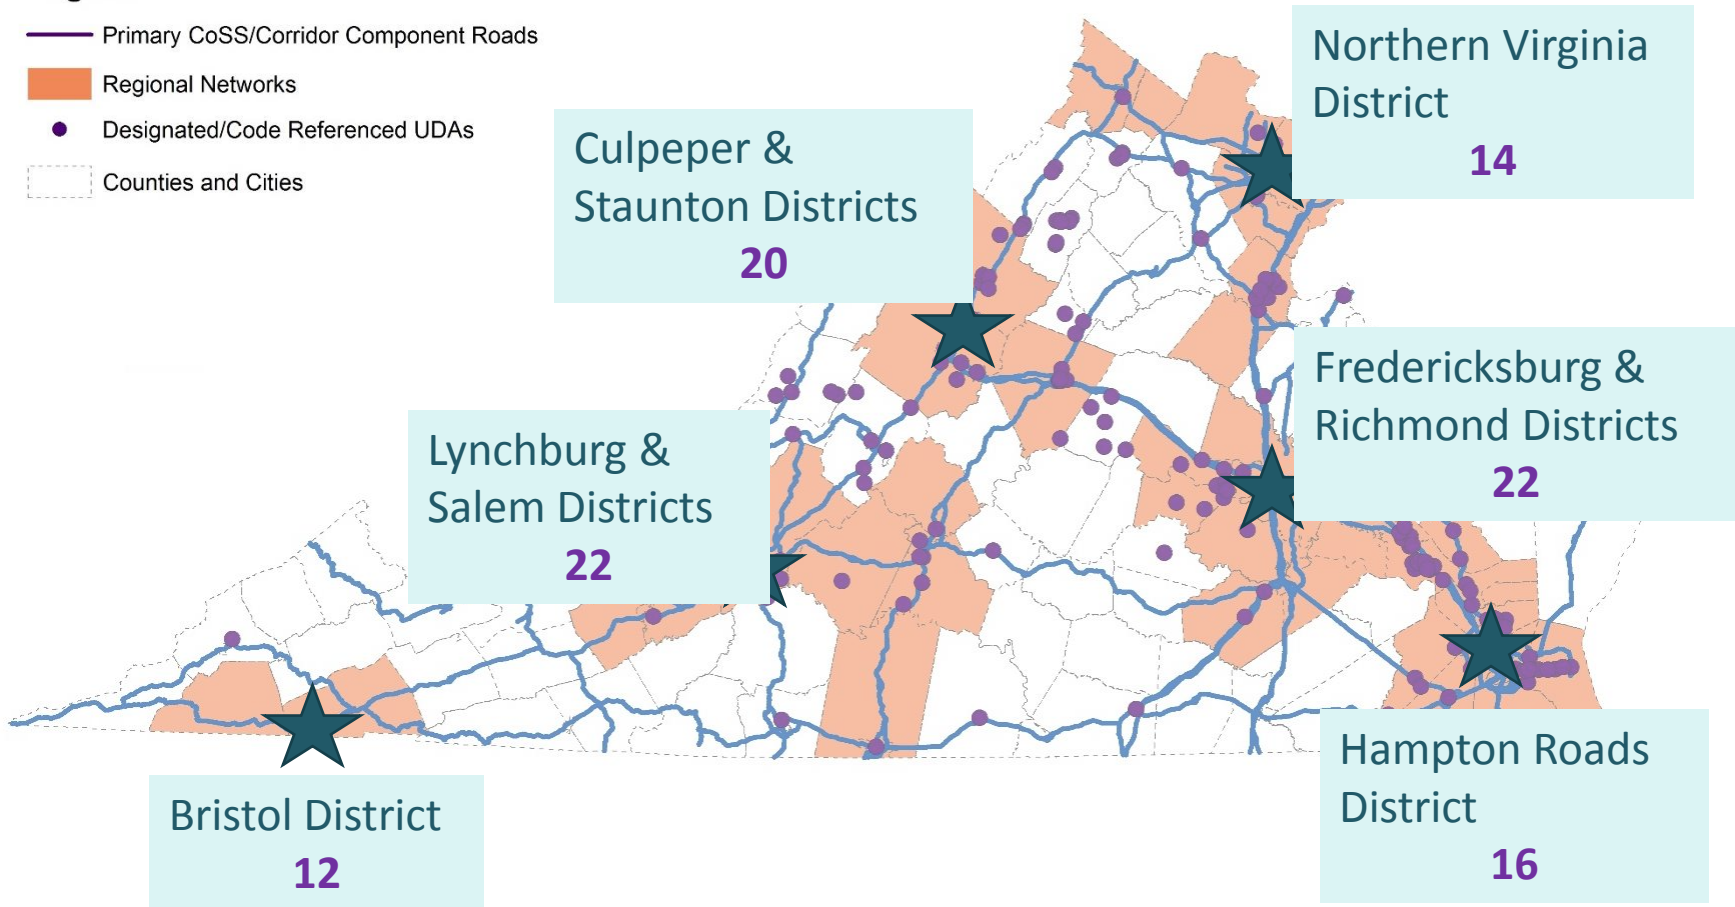 Primary CoSS/Corridor Component Roads
Regional Networks
Designated/Code Referenced UDAs
Counties and Cities
Northern Virginia
District
14
Culpeper &
Staunton Districts
20
Fredericksburg &
Richmond Districts
22
Lynchburg &
Salem Districts
22
Hampton Roads
District
16
Bristol District
12